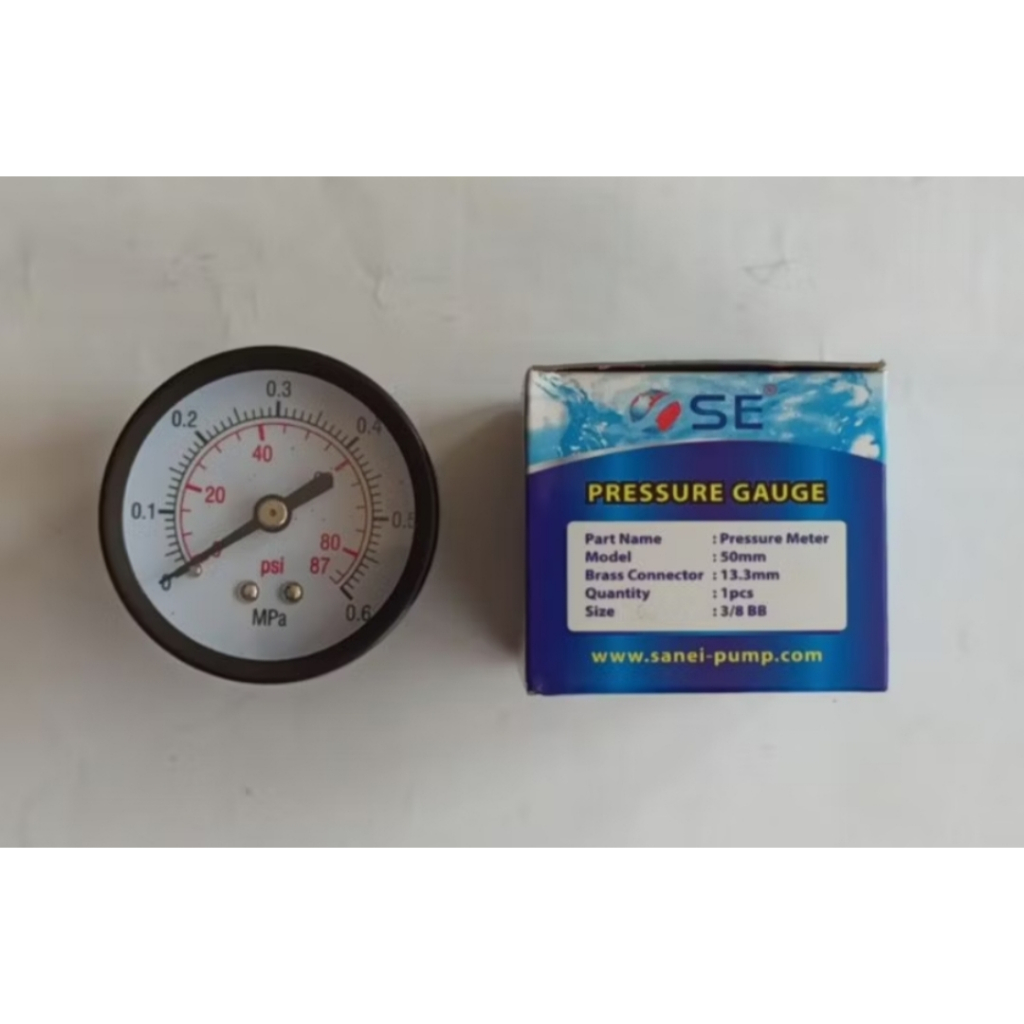 0.3
0.2
0.4
40
0.1
20
0.5
80
0
0
psi
87
MPa
0.6
SE®
PRESSURE GAUGE
Part Name : Pressure Meter
Model : 50mm
Brass Connector : 13.3mm
Quantity : 1pcs
Size : 3/8 BB
www.sanei-pump.com